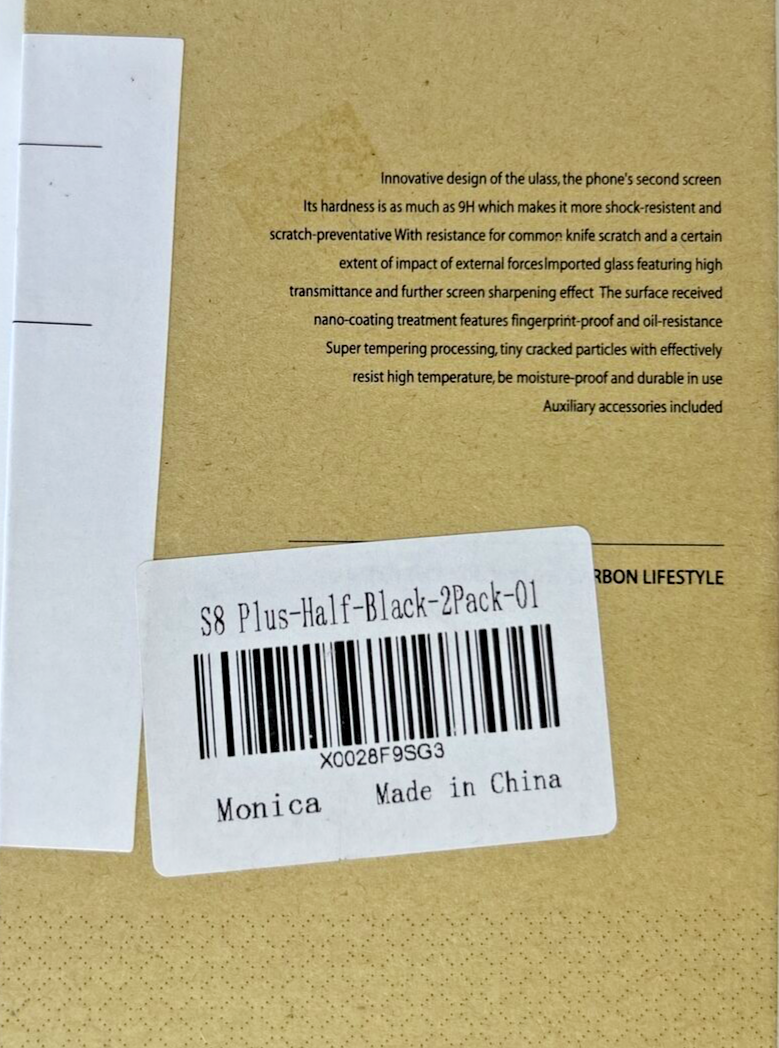 Innovative design of the ulass, the phone's second screen
Its hardness is as much as 9H which makes it more shock-resistent and
scratch-preventative With resistance for common knife scratch and a certain
extent of impact of external forcesImported glass featuring high
transmittance and further screen sharpening effect The surface received
nano-coating treatment features fingerprint-proof and oil-resistance
Super tempering processing, tiny cracked particles with effectively
resist high temperature, be moisture-proof and durable in use
Auxiliary accessories included
RBON LIFESTYLE
S8 Plus-Half-Black-2Pack-01
X0028F9SG3
Monica Made in China